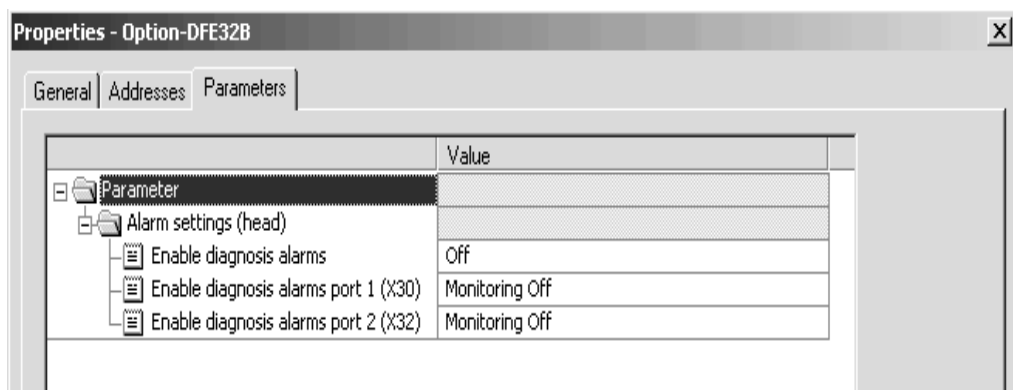 Properties - Option-DFE32B
General Addresses Parameters
Value
Parameter
Alarm settings (head)
Enable diagnosis alarms Off
Enable diagnosis alarms port 1 (X30) Monitoring Off
Enable diagnosis alarms port 2 (X32) Monitoring Off